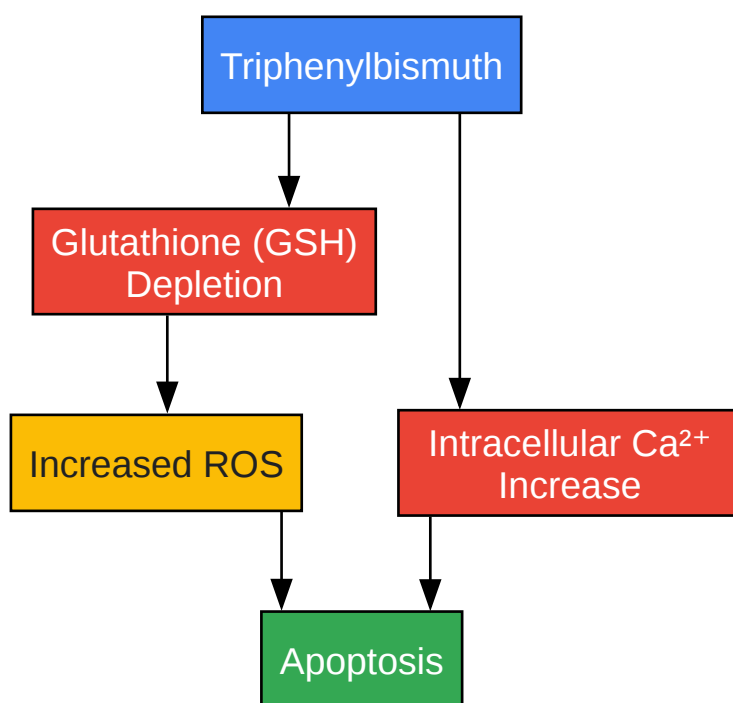 Triphenylbismuth
Glutathione (GSH)
Depletion
Increased ROS
Intracellular Ca²⁺
Increase
Apoptosis